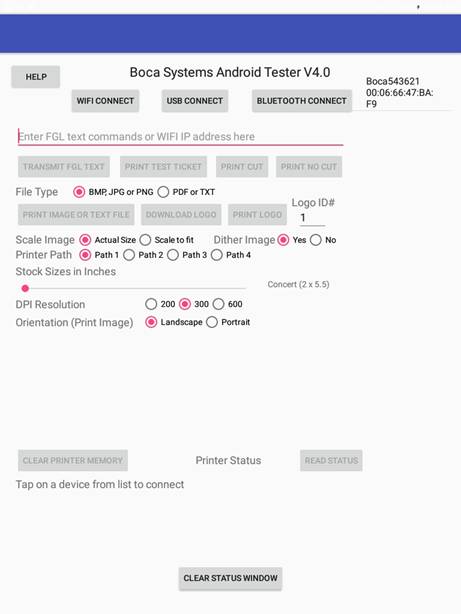 HELP
Boca Systems Android Tester V4.0
Boca543621
00:06:66:47:BA:
F9
WIFI CONNECT
USB CONNECT
BLUETOOTH CONNECT
Enter FGL text commands or WIFI IP address here
TRANSMIT FGL TEXT
PRINT TEST TICKET
PRINT CUT
PRINT NO CUT
File Type
BMP, JPG or PNG
PDF or TXT
Logo ID#
PRINT IMAGE OR TEXT FILE
DOWNLOAD LOGO
PRINT LOGO
1
Scale Image
Actual Size
Scale to fit
Dither Image
Yes
No
Printer Path
Path 1
Path 2
Path 3
Path 4
Stock Sizes in Inches
Concert (2 x 5.5)
DPI Resolution
200
300
600
Orientation (Print Image)
Landscape
Portrait
CLEAR PRINTER MEMORY
Printer Status
READ STATUS
Tap on a device from list to connect
CLEAR STATUS WINDOW